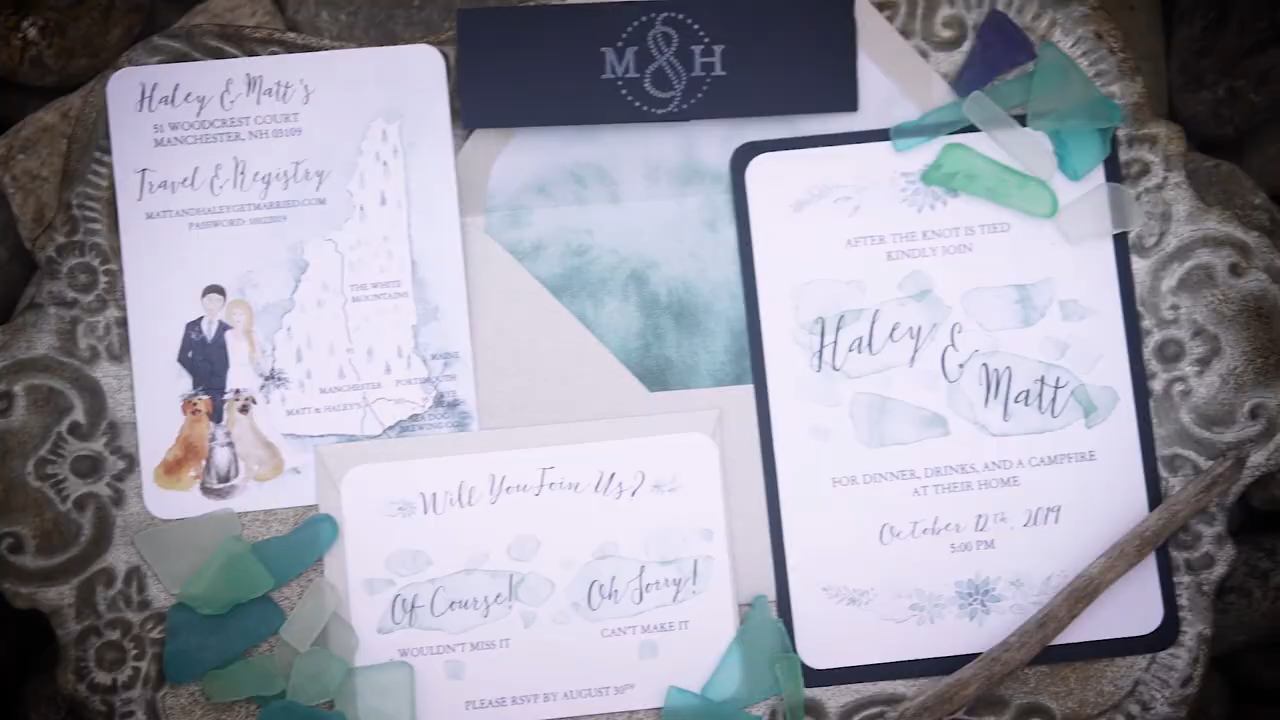 M & H
Haley & Matt's
51 WOODCREST COURT
MANCHESTER, NH 03109
Travel & Registry
MATTANDHALEYGETMARRIED.COM
PASSWORD: 10122019
THE WHITE
MOUNTAINS
MAINE
MANCHESTER PORTSMOUTH
MATT & HALEY'S
BREWING CO.
AFTER THE KNOT IS TIED
KINDLY JOIN
Haley &
Matt
FOR DINNER, DRINKS, AND A CAMPFIRE
AT THEIR HOME
October 12th, 2019
5:00 PM
Will You Join Us?
Of Course! Oh Sorry!
WOULDN'T MISS IT CAN'T MAKE IT
PLEASE RSVP BY AUGUST 30TH